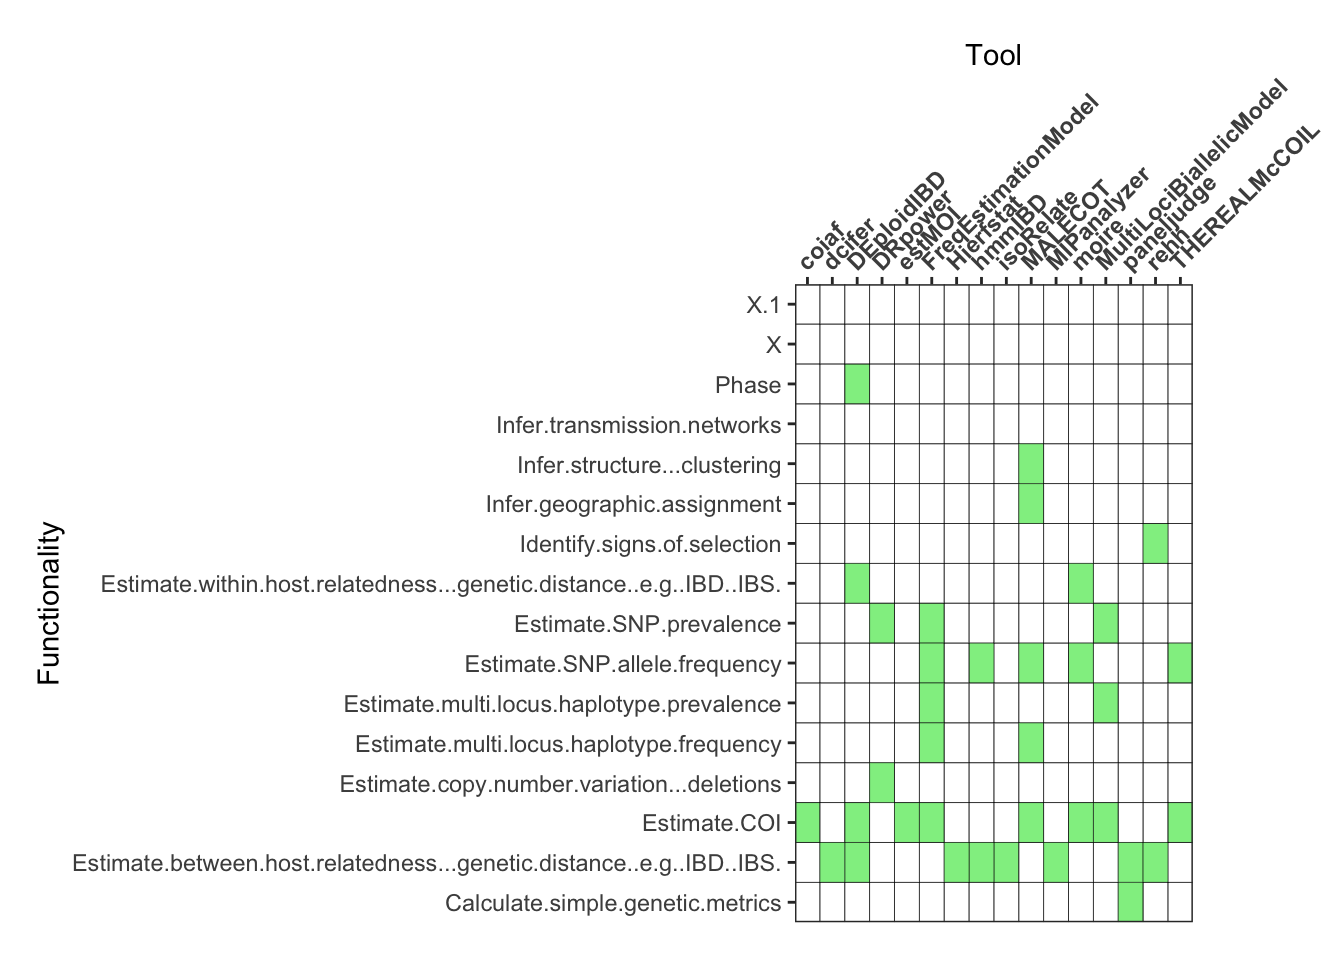 Tool
coiaf
dcifer
DEploidIBD
DRpower
estMOI
FreqEstimationModel
Hierfstat
hmmIBD
isoRelate
MALECOT
MIPanalyzer
moire
MultiLociBiallelicModel
paneljudge
rehh
THEREALMcCOIL
Functionality
X.1
X
Phase
Infer.transmission.networks
Infer.structure...clustering
Infer.geographic.assignment
Identify.signs.of.selection
Estimate.within.host.relatedness...genetic.distance..e.g..IBD..IBS.
Estimate.SNP.prevalence
Estimate.SNP.allele.frequency
Estimate.multi.locus.haplotype.prevalence
Estimate.multi.locus.haplotype.frequency
Estimate.copy.number.variation...deletions
Estimate.COI
Estimate.between.host.relatedness...genetic.distance..e.g..IBD..IBS.
Calculate.simple.genetic.metrics